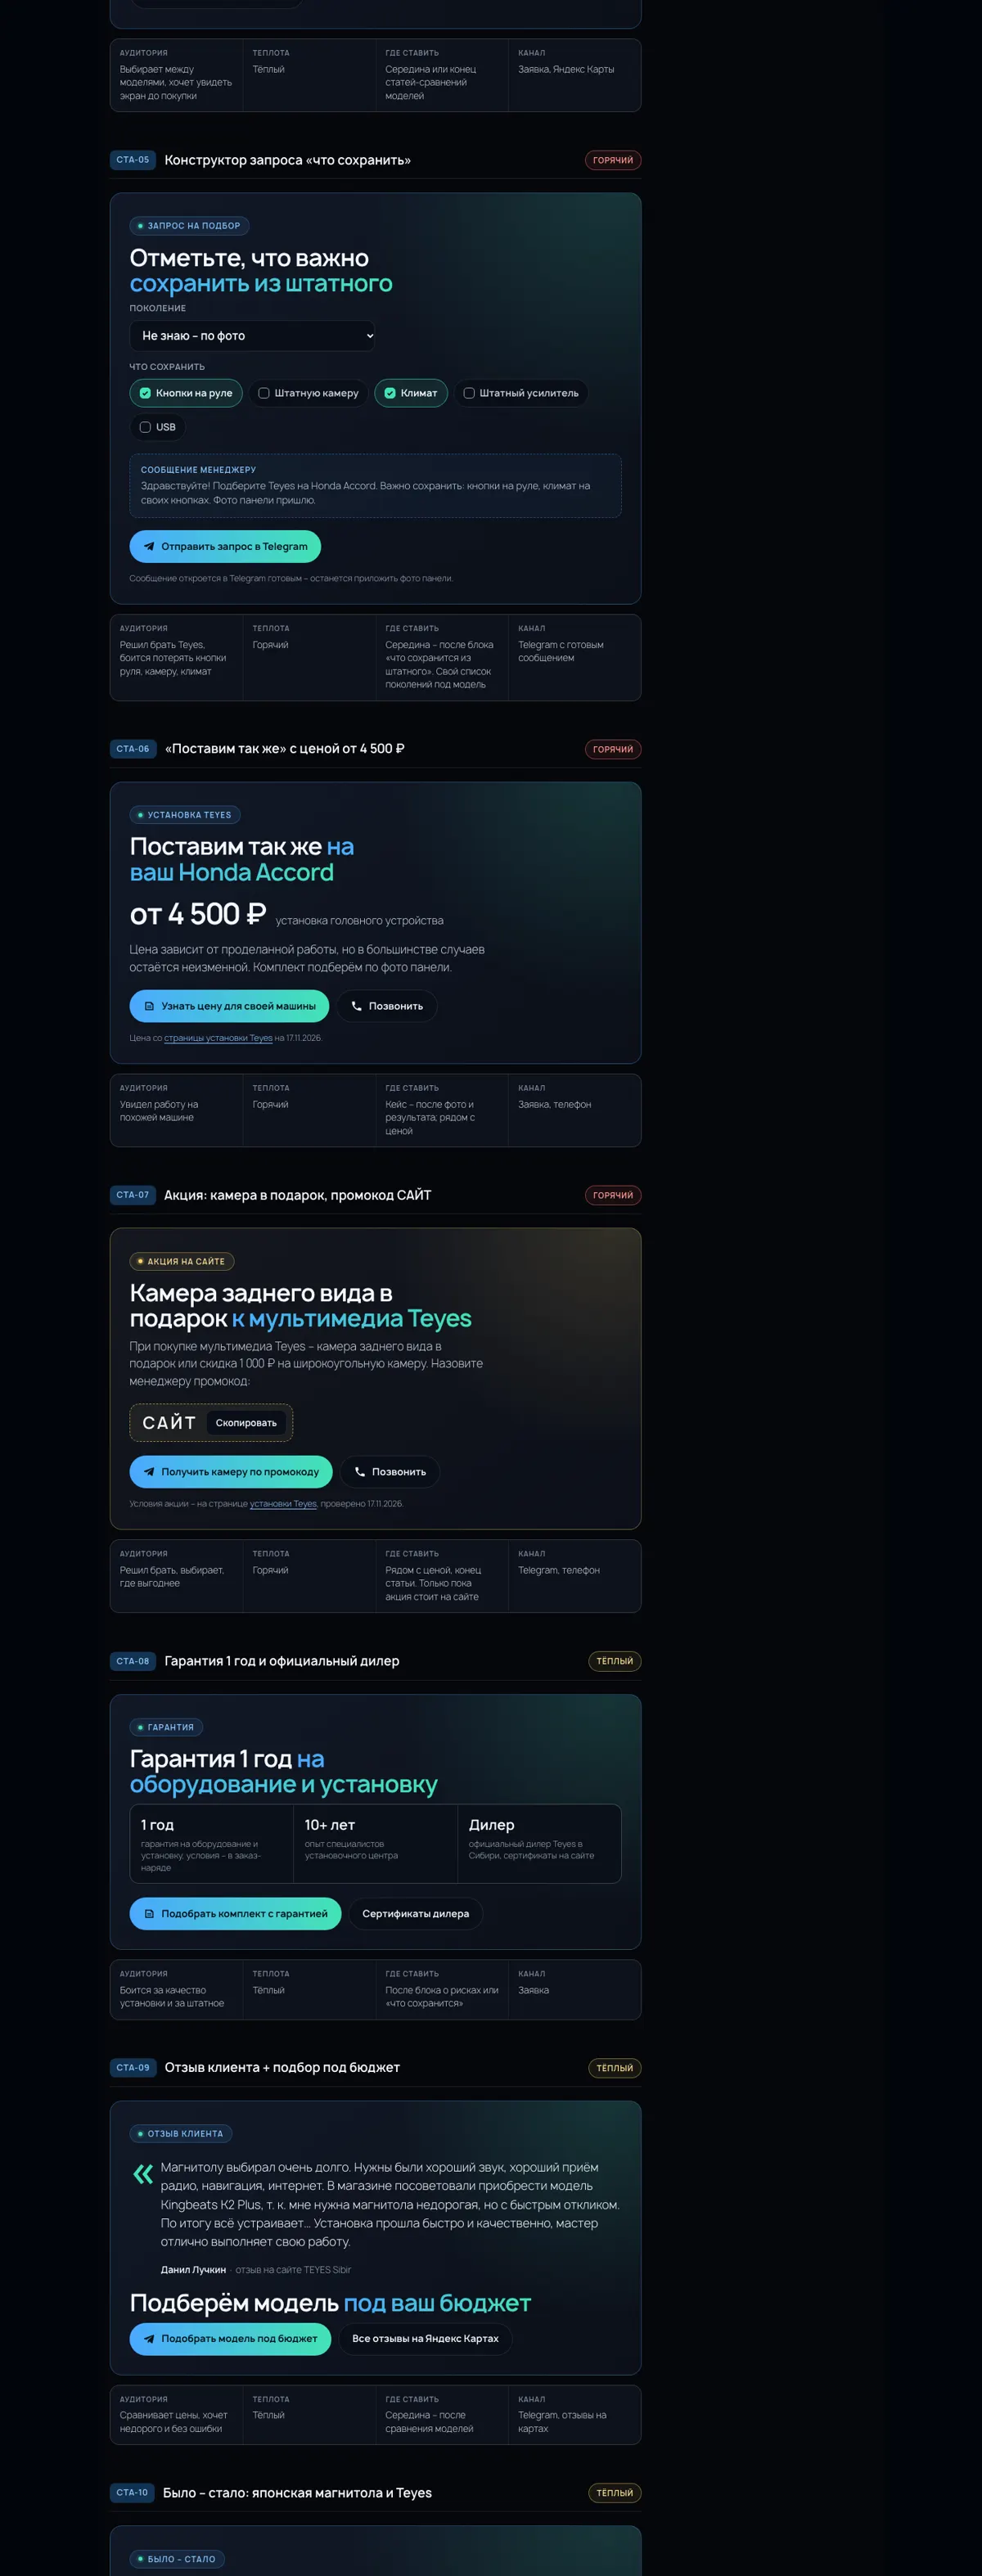 АУДИТОРИЯ
Выбирает между
моделями, хочет увидеть
экран до покупки
ТЕПЛОТА
Тёплый
ГДЕ СТАВИТЬ
Середина или конец
статей-сравнений
моделей
КАНАЛ
Заявка, Яндекс Карты
CTA-05
Конструктор запроса «что сохранить»
ГОРЯЧИЙ
ЗАПРОС НА ПОДБОР
Отметьте, что важно
сохранить из штатного
ПОКОЛЕНИЕ
Не знаю – по фото
ЧТО СОХРАНИТЬ
Кнопки на руле
Штатную камеру
Климат
Штатный усилитель
USB
СООБЩЕНИЕ МЕНЕДЖЕРУ
Здравствуйте! Подберите Teyes на Honda Accord. Важно сохранить: кнопки на руле, климат на
своих кнопках. Фото панели пришлю.
Отправить запрос в Telegram
Сообщение откроется в Telegram готовым – останется приложить фото панели.
АУДИТОРИЯ
Решил брать Teyes,
боится потерять кнопки
руля, камеру, климат
ТЕПЛОТА
Горячий
ГДЕ СТАВИТЬ
Середина – после блока
«что сохранится из
штатного». Свой список
поколений под модель
КАНАЛ
Telegram с готовым
сообщением
CTA-06
«Поставим так же» с ценой от 4 500 ₽
ГОРЯЧИЙ
УСТАНОВКА TEYES
Поставим так же на
ваш Honda Accord
от 4 500 ₽ установка головного устройства
Цена зависит от проделанной работы, но в большинстве случаев
остаётся неизменной. Комплект подберём по фото панели.
Узнать цену для своей машины
Позвонить
Цена со страницы установки Teyes на 17.11.2026.
АУДИТОРИЯ
Увидел работу на
похожей машине
ТЕПЛОТА
Горячий
ГДЕ СТАВИТЬ
Кейс – после фото и
результата; рядом с
ценой
КАНАЛ
Заявка, телефон
CTA-07
Акция: камера в подарок, промокод САЙТ
ГОРЯЧИЙ
АКЦИЯ НА САЙТЕ
Камера заднего вида в
подарок к мультимедиа Teyes
При покупке мультимедиа Teyes – камера заднего вида в
подарок или скидка 1 000 ₽ на широкоугольную камеру. Назовите
менеджеру промокод:
САЙТ
Скопировать
Получить камеру по промокоду
Позвонить
Условия акции – на странице установки Teyes, проверено 17.11.2026.
АУДИТОРИЯ
Решил брать, выбирает,
где выгоднее
ТЕПЛОТА
Горячий
ГДЕ СТАВИТЬ
Рядом с ценой, конец
статьи. Только пока
акция стоит на сайте
КАНАЛ
Telegram, телефон
CTA-08
Гарантия 1 год и официальный дилер
ТЁПЛЫЙ
ГАРАНТИЯ
Гарантия 1 год на
оборудование и установку
1 год
гарантия на оборудование и
установку, условия – в заказ-
наряде
10+ лет
опыт специалистов
установочного центра
Дилер
официальный дилер Teyes в
Сибири, сертификаты на сайте
Подобрать комплект с гарантией
Сертификаты дилера
АУДИТОРИЯ
Боится за качество
установки и за штатное
ТЕПЛОТА
Тёплый
ГДЕ СТАВИТЬ
После блока о рисках или
«что сохранится»
КАНАЛ
Заявка
CTA-09
Отзыв клиента + подбор под бюджет
ТЁПЛЫЙ
ОТЗЫВ КЛИЕНТА
«
Магнитолу выбирал очень долго. Нужны были хороший звук, хороший приём
радио, навигация, интернет. В магазине посоветовали приобрести модель
Kingbeats K2 Plus, т. к. мне нужна магнитола недорогая, но с быстрым откликом.
По итогу всё устраивает… Установка прошла быстро и качественно, мастер
отлично выполняет свою работу.
Данил Лучкин · отзыв на сайте TEYES Sibir
Подберём модель под ваш бюджет
Подобрать модель под бюджет
Все отзывы на Яндекс Картах
АУДИТОРИЯ
Сравнивает цены, хочет
недорого и без ошибки
ТЕПЛОТА
Тёплый
ГДЕ СТАВИТЬ
Середина – после
сравнения моделей
КАНАЛ
Telegram, отзывы на
картах
CTA-10
Было – стало: японская магнитола и Teyes
ТЁПЛЫЙ
БЫЛО – СТАЛО